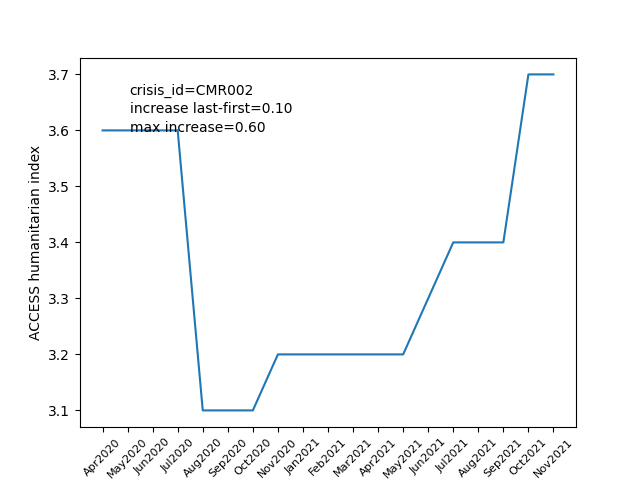 crisis_id=CMR002
increase last-first=0.10
max increase=0.60
ACCESS humanitarian index
3.7
3.6
3.5
3.4
3.3
3.2
3.1
Apr2020
May2020
Jun2020
Jul2020
Aug2020
Sep2020
Oct2020
Nov2020
Jan2021
Feb2021
Mar2021
Apr2021
May2021
Jun2021
Jul2021
Aug2021
Sep2021
Oct2021
Nov2021